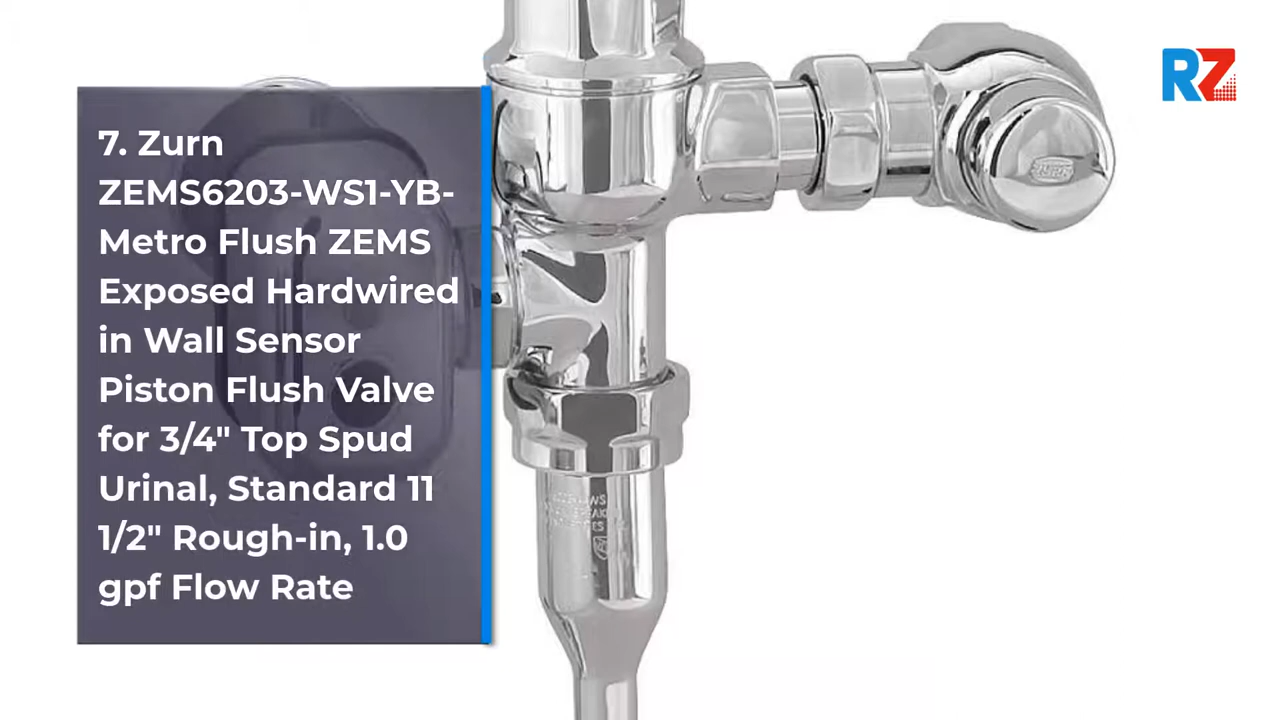 RZ
7. Zurn
ZEMS6203-WS1-YB-
Metro Flush ZEMS
Exposed Hardwired
in Wall Sensor
Piston Flush Valve
for 3/4" Top Spud
Urinal, Standard 11
1/2" Rough-in, 1.0
gpf Flow Rate